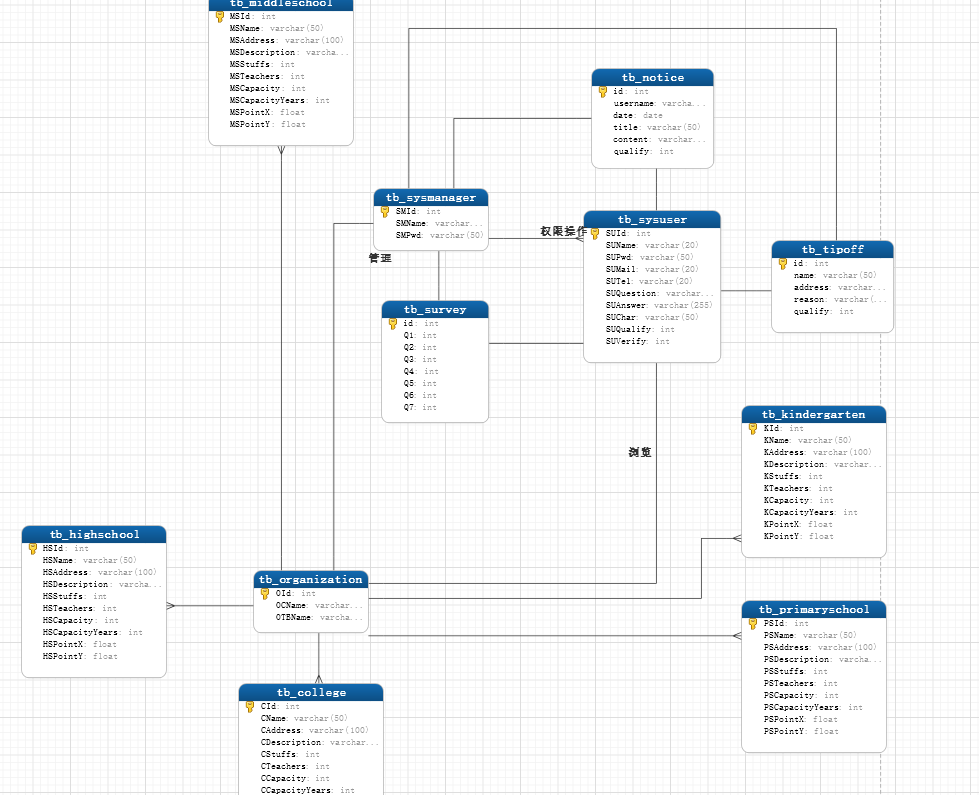 tb_middleschool
MSId: int
MSName: varchar(50)
MSAddress: varchar(100)
MSDescription: varcha...
MSStuffs: int
MSTeachers: int
MSCapacity: int
MSCapacityYears: int
MSPointX: float
MSPointY: float
tb_notice
id: int
username: varcha...
date: date
title: varchar(50)
content: varchar...
qualify: int
tb_sysmanager
SMId: int
SMName: varchar...
SMPwd: varchar(50)
权限操作
管理
tb_sysuser
SUId: int
SUName: varchar(20)
SUPwd: varchar(50)
SUMail: varchar(20)
SUTel: varchar(20)
SUQuestion: varchar...
SUAnswer: varchar(255)
SUChar: varchar(50)
SUQualify: int
SUVerify: int
tb_tipoff
id: int
name: varchar(50)
address: varchar...
reason: varchar(...
qualify: int
tb_survey
id: int
Q1: int
Q2: int
Q3: int
Q4: int
Q5: int
Q6: int
Q7: int
浏览
tb_kindergarten
KId: int
KName: varchar(50)
KAddress: varchar(100)
KDescription: varchar...
KStuffs: int
KTeachers: int
KCapacity: int
KCapacityYears: int
KPointX: float
KPointY: float
tb_highschool
HSId: int
HSName: varchar(50)
HSAddress: varchar(100)
HSDescription: varcha...
HSStuffs: int
HSTeachers: int
HSCapacity: int
HSCapacityYears: int
HSPointX: float
HSPointY: float
tb_organization
OId: int
OCName: varchar...
OTBName: varcha...
tb_primaryschool
PSId: int
PSName: varchar(50)
PSAddress: varchar(100)
PSDescription: varcha...
PSStuffs: int
PSTeachers: int
PSCapacity: int
PSCapacityYears: int
PSPointX: float
PSPointY: float
tb_college
CId: int
CName: varchar(50)
CAddress: varchar(100)
CDescription: varchar...
CStuffs: int
CTeachers: int
CCapacity: int
CCapacityYears: int